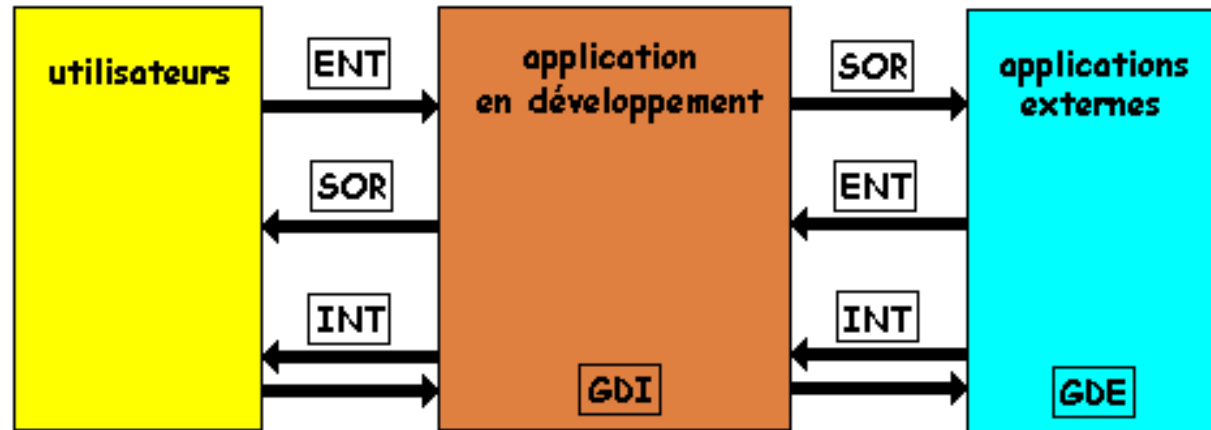 utilisateurs
ENT
SOR
INT
application
en développement
GDI
SOR
ENT
INT
applications
externes
GDE